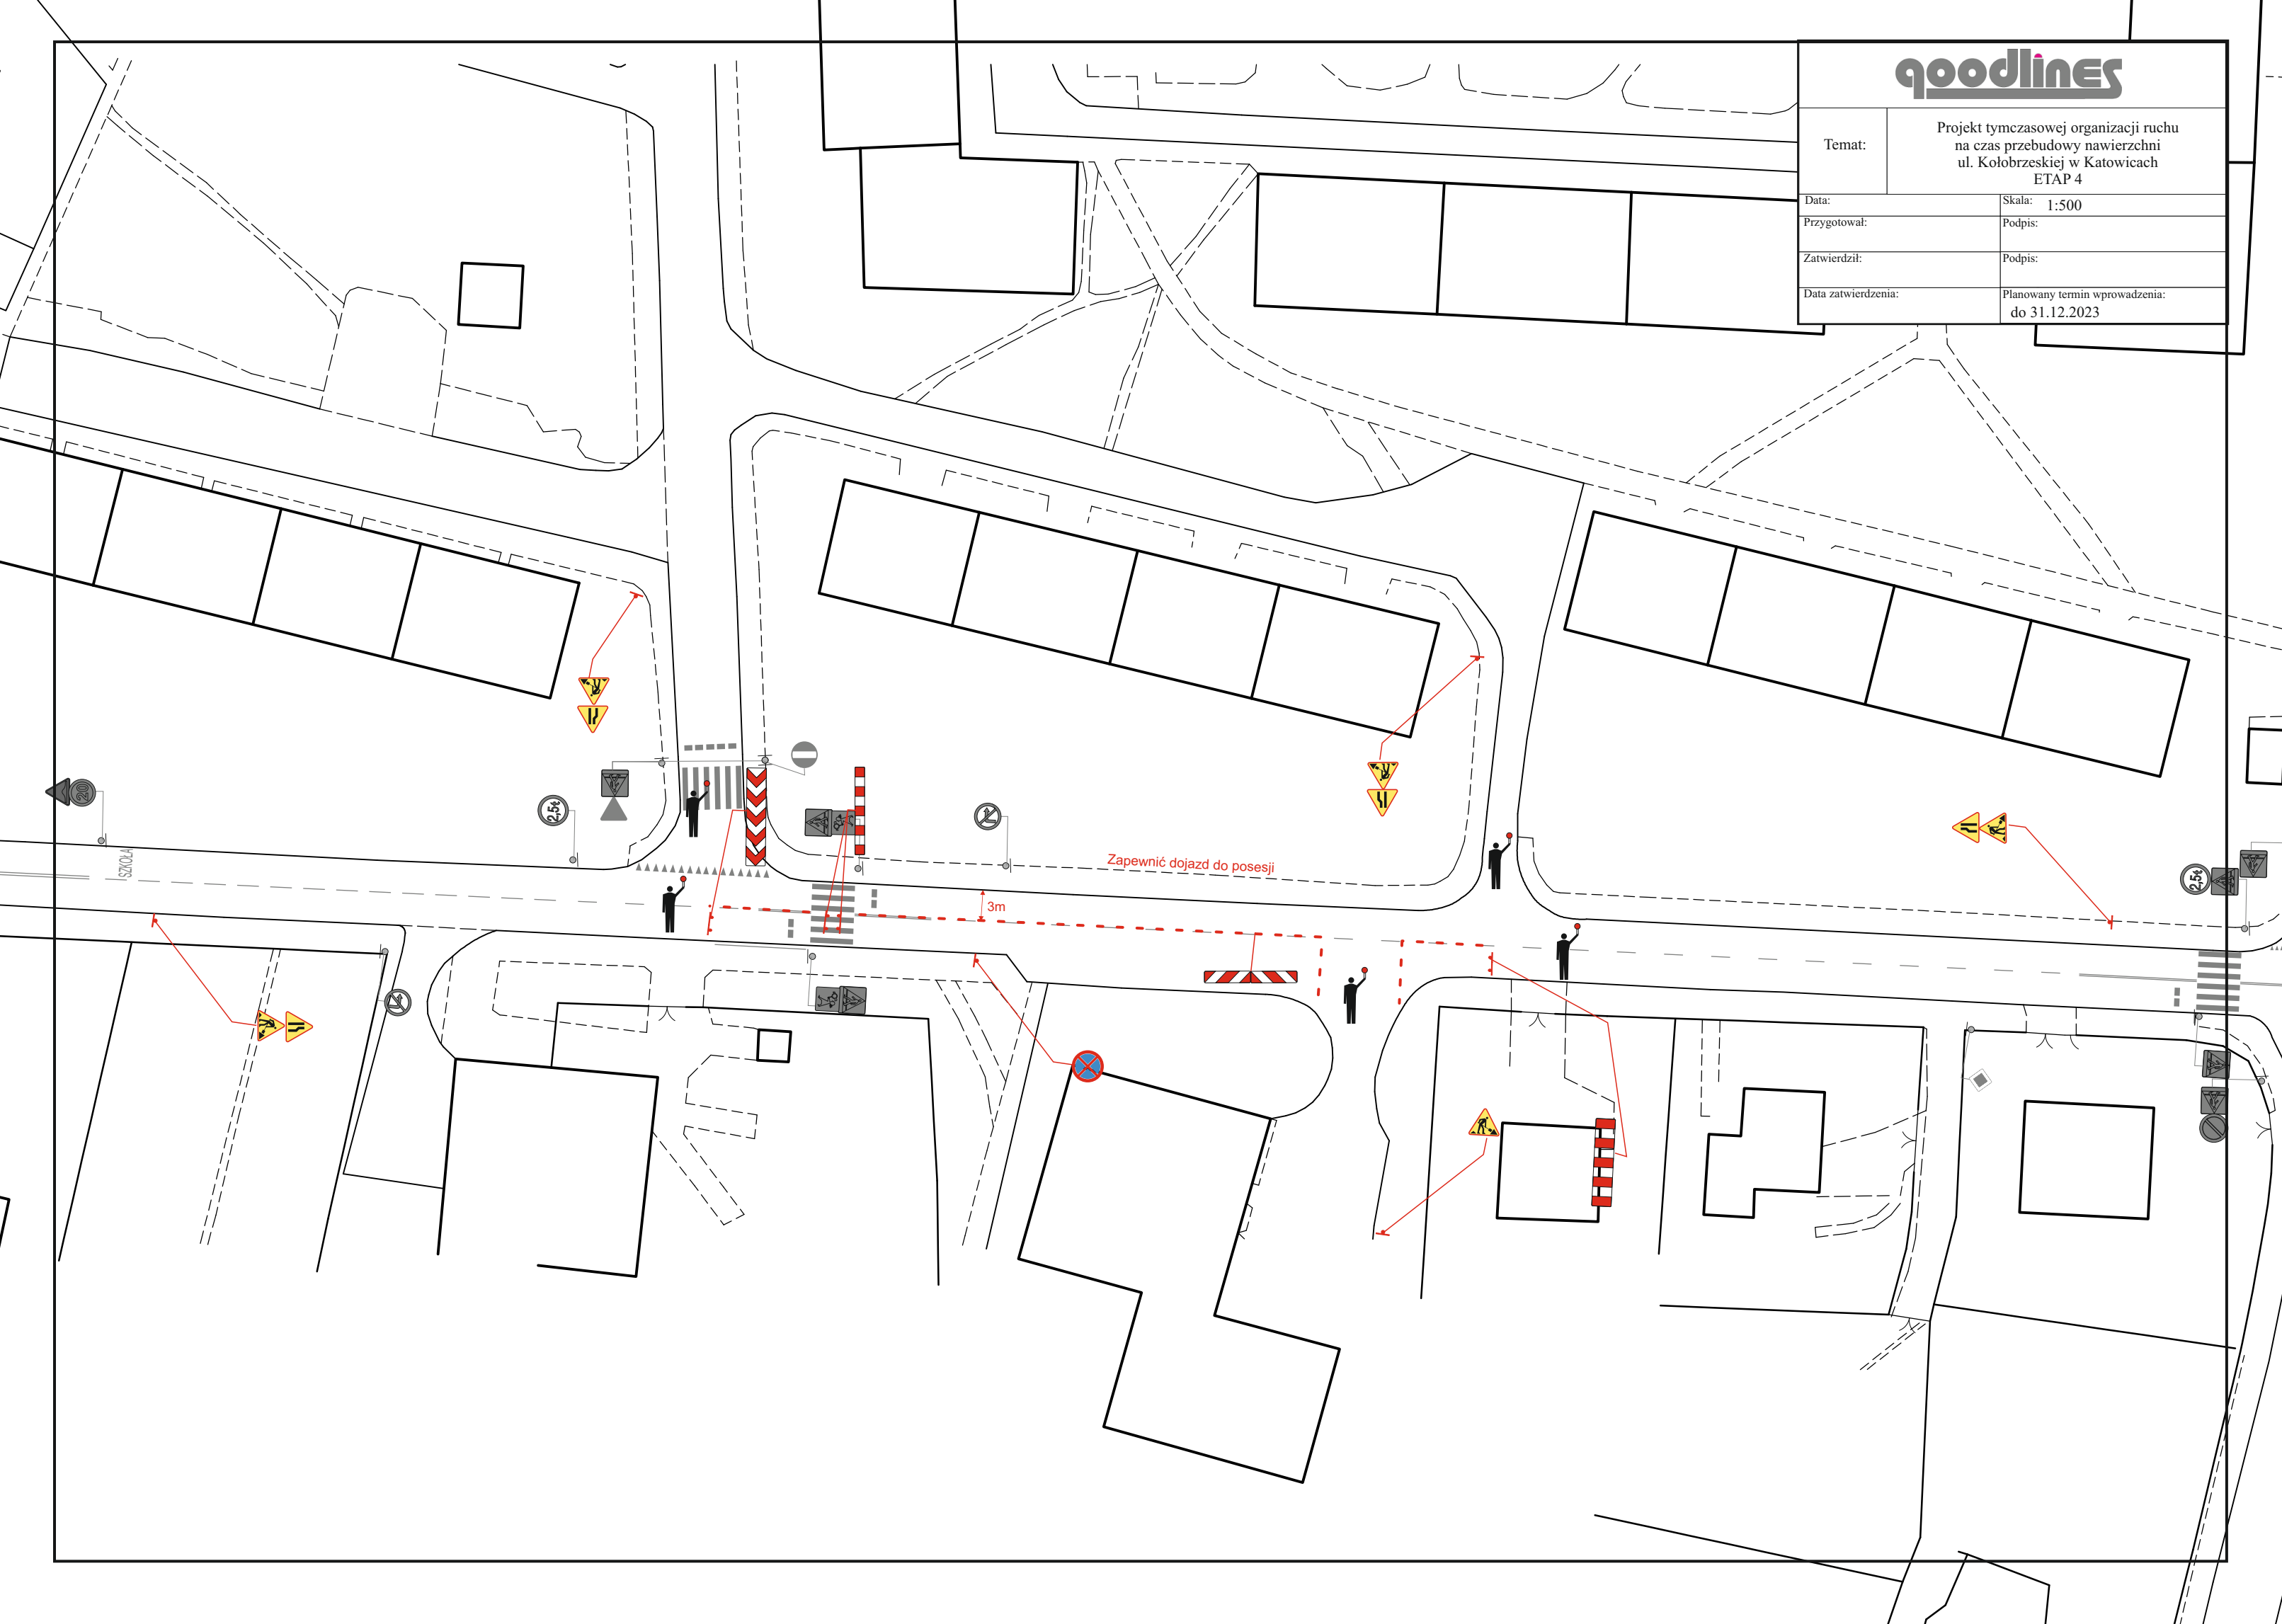 goodlines
Temat:
Projekt tymczasowej organizacji ruchu
na czas przebudowy nawierzchni
ul. Kołobrzeskiej w Katowicach
ETAP 4
Data:
Skala: 1:500
Przygotował:
Podpis:
Zatwierdził:
Podpis:
Data zatwierdzenia:
Planowany termin wprowadzenia:
do 31.12.2023
20
SZKOŁA
2,5t
Zapewnić dojazd do posesji
3m
2,5t